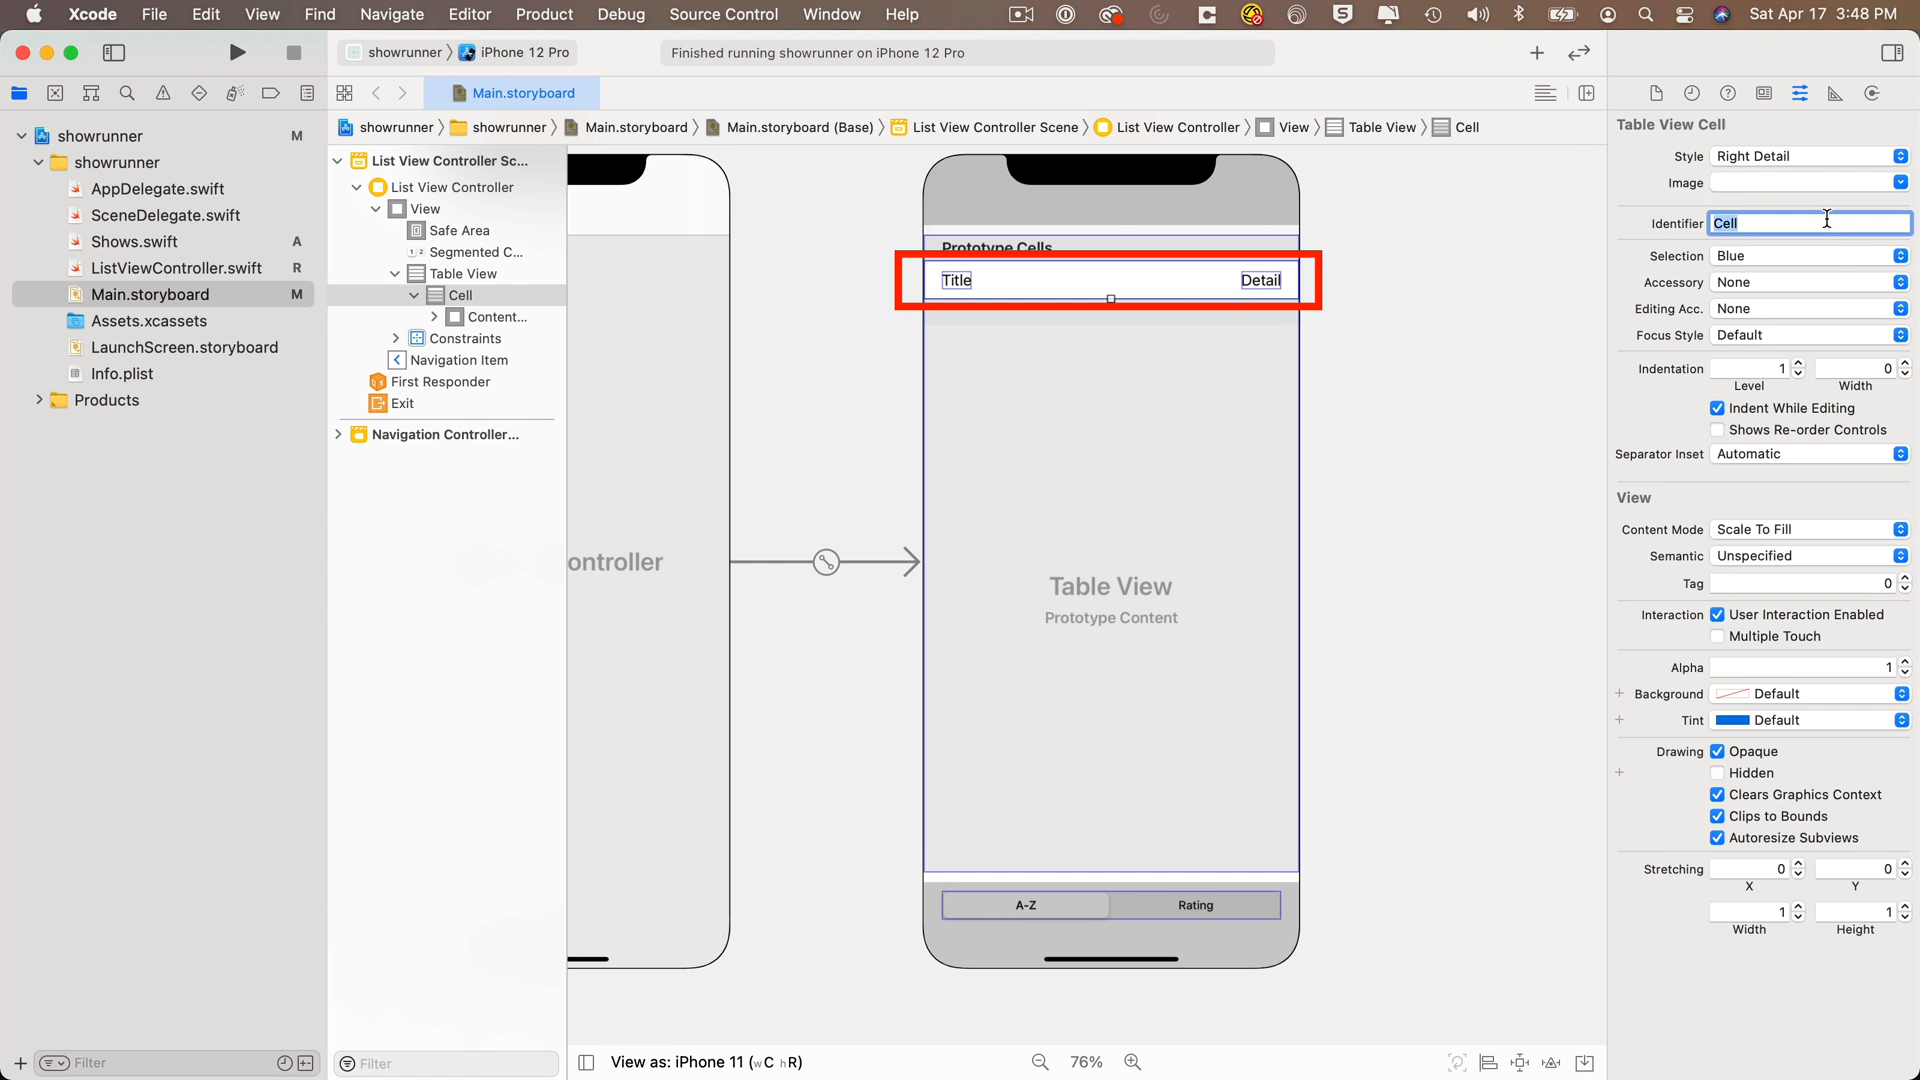 Xcode File Edit View Find Navigate Editor Product Debug Source Control Window Help Sat Apr 17 3:48 PM
showrunner iPhone 12 Pro Finished running showrunner on iPhone 12 Pro
Main.storyboard
showrunner showrunner Main.storyboard Main.storyboard (Base) List View Controller Scene List View Controller View Table View Cell
showrunner M
showrunner
AppDelegate.swift
SceneDelegate.swift
Shows.swift A
ListViewController.swift R
Main.storyboard M
Assets.xcassets
LaunchScreen.storyboard
Info.plist
Products
Filter
List View Controller Sc...
List View Controller
View
Safe Area
Segmented C...
Table View
Cell
Content...
Constraints
Navigation Item
First Responder
Exit
Navigation Controller...
Filter
ontroller
Prototype Cells
Title Detail
Table View
Prototype Content
A-Z Rating
View as: iPhone 11 (wC hR) 76%
Table View Cell
Style Right Detail
Image
Identifier Cell
Selection Blue
Accessory None
Editing Acc. None
Focus Style Default
Indentation 1 0
Level Width
Indent While Editing
Shows Re-order Controls
Separator Inset Automatic
View
Content Mode Scale To Fill
Semantic Unspecified
Tag 0
Interaction User Interaction Enabled
Multiple Touch
Alpha 1
Background Default
Tint Default
Drawing Opaque
Hidden
Clears Graphics Context
Clips to Bounds
Autoresize Subviews
Stretching 0 0
X Y
1 1
Width Height